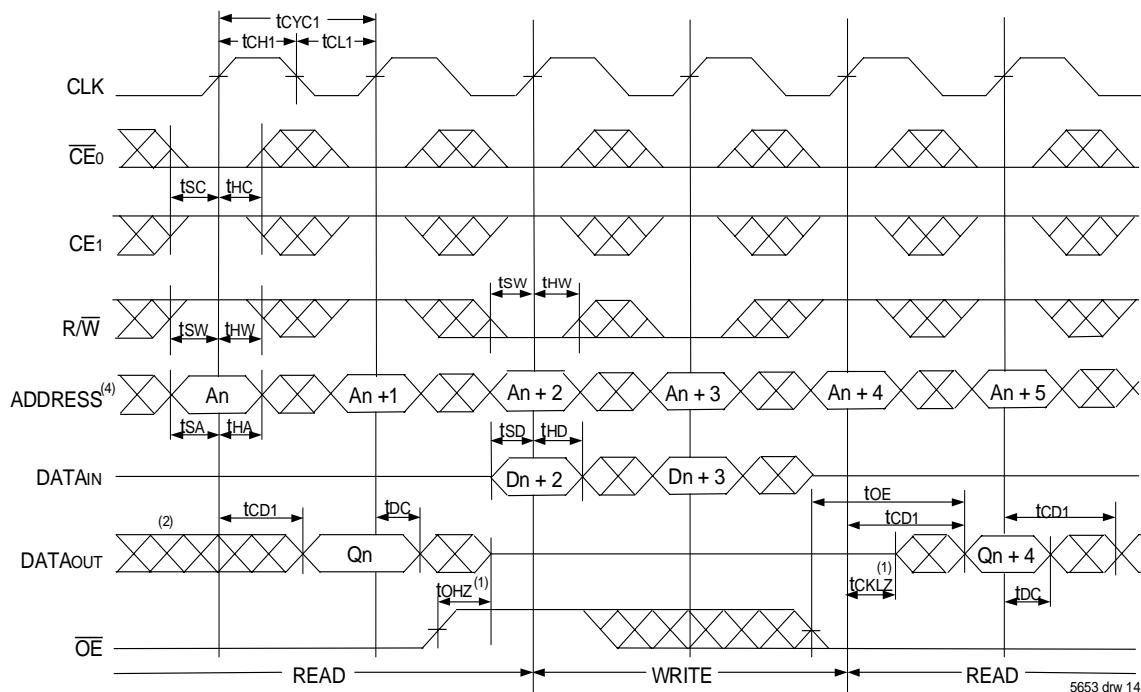 tCYC1
tCH1 tCL1
CLK
CE0
tSC tHC
CE1
tSW tHW
R/W
tSW tHW
ADDRESS(4) An An +1 An + 2 An + 3 An + 4 An + 5
tSA tHA
tSD tHD
DATAIN Dn + 2 Dn + 3
tOE
tCD1 tDC tCD1 tCD1
(2)
DATAOUT Qn Qn + 4
tOHZ(1) tCKLZ(1) tDC
OE
READ WRITE READ
5653 drw 14